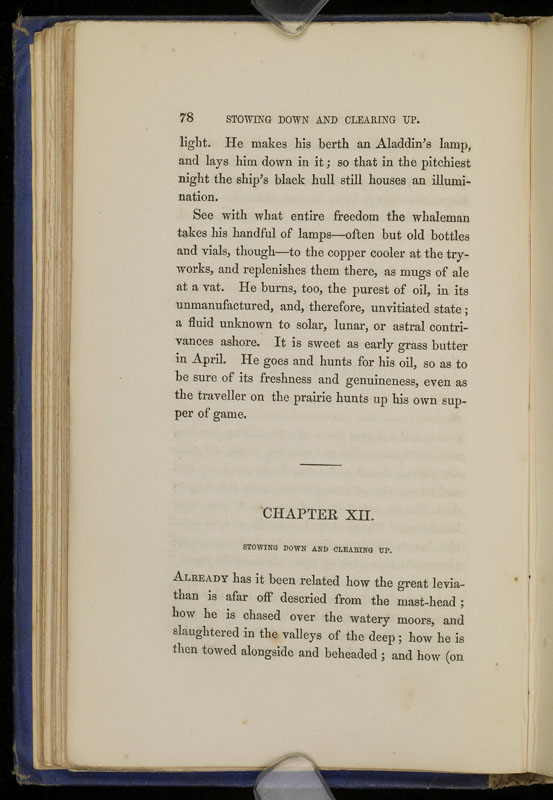 78 STOWING DOWN AND CLEARING UP.
light. He makes his berth an Aladdin's lamp,
and lays him down in it; so that in the pitchiest
night the ship's black hull still houses an illumi-
nation.
See with what entire freedom the whaleman
takes his handful of lamps—often but old bottles
and vials, though—to the copper cooler at the try-
works, and replenishes them there, as mugs of ale
at a vat. He burns, too, the purest of oil, in its
unmanufactured, and, therefore, unvitiated state;
a fluid unknown to solar, lunar, or astral contri-
vances ashore. It is sweet as early grass butter
in April. He goes and hunts for his oil, so as to
be sure of its freshness and genuineness, even as
the traveller on the prairie hunts up his own sup-
per of game.
CHAPTER XII.
STOWING DOWN AND CLEARING UP.
ALREADY has it been related how the great levia-
than is afar off descried from the mast-head;
how he is chased over the watery moors, and
slaughtered in the valleys of the deep; how he is
then towed alongside and beheaded; and how (on